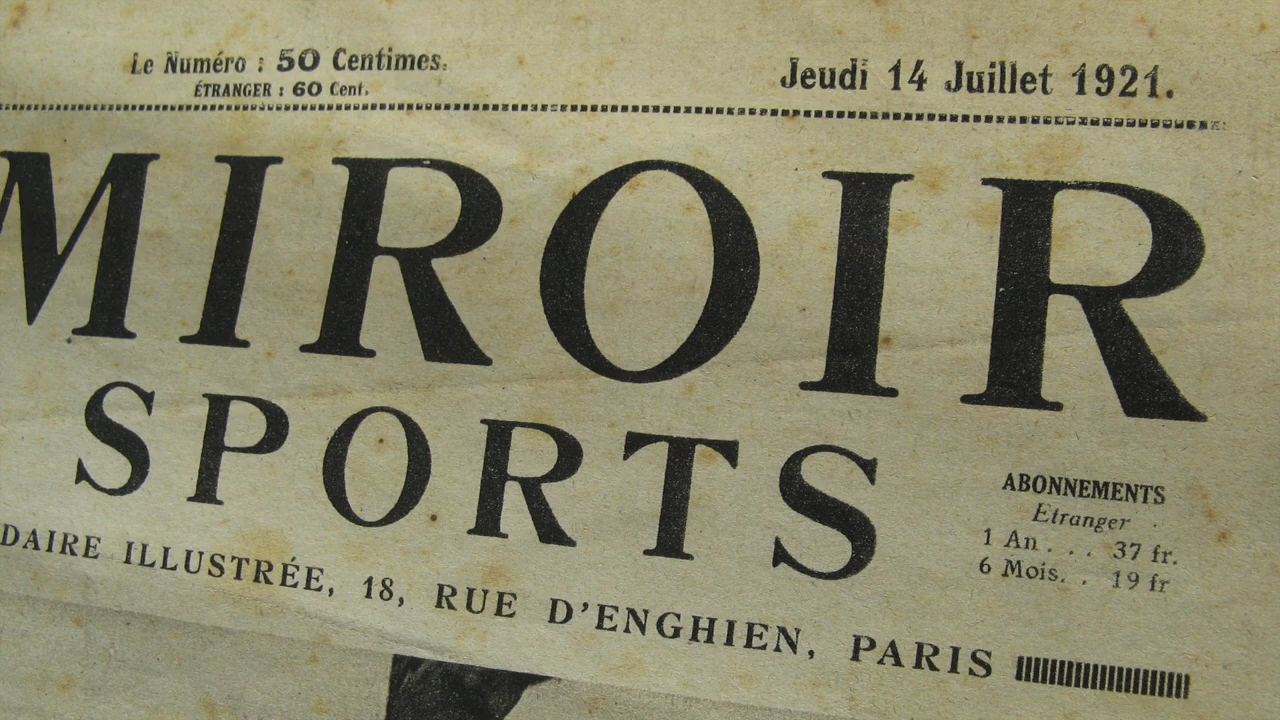 Le Numéro : 50 Centimes.
ÉTRANGER : 60 Cent.
Jeudi 14 Juillet 1921.
MIROIR
SPORTS
ABONNEMENTS
Etranger
1 An . . . 37 fr.
6 Mois. . 19 fr
DAIRE ILLUSTRÉE, 18, RUE D'ENGHIEN, PARIS